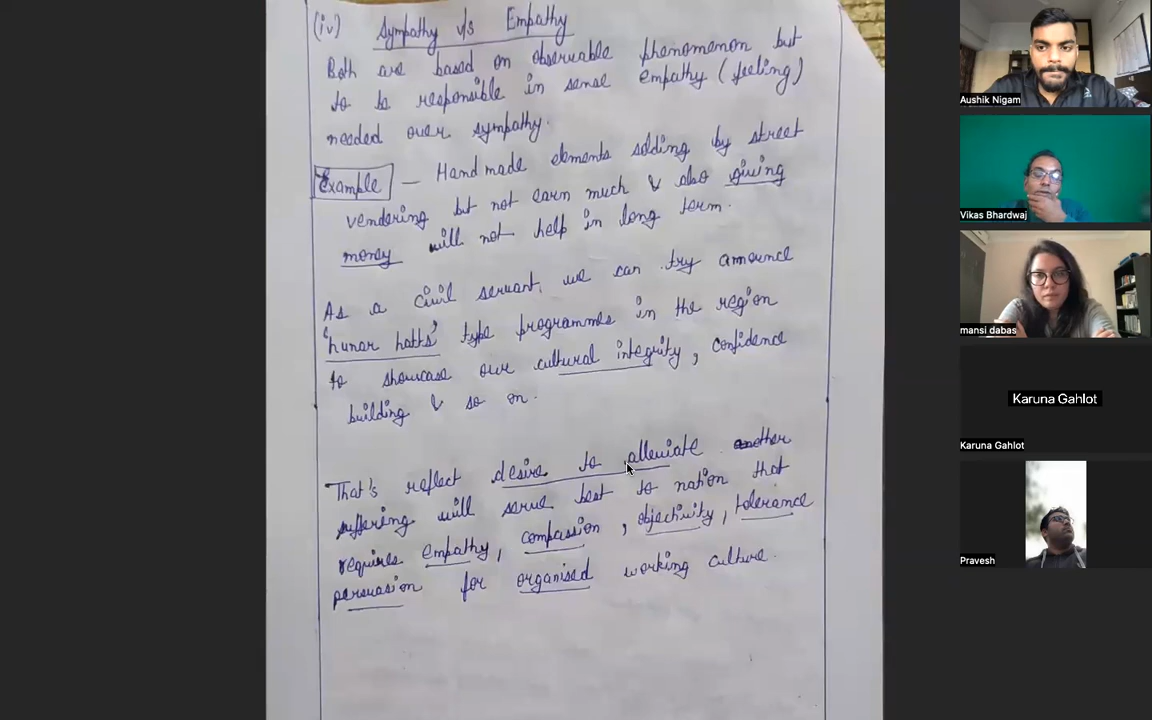 (iv) Sympathy v/s Empathy
Both are based on observable phenomenon but
to be responsible in sense empathy (feeling)
needed over sympathy.
Example — Hand made elements solding by street
vendering but not earn much & also giving
money will not help in long term.
As a civil servant, we can try announce
'hunar hatts' type programmes in the region
to showcase our cultural integrity, confidence
building & so on.
That's reflect desire to alleviate another
suffering will serve best to nation that
requires empathy, compassion, objectivity, tolerance
persuasion for organised working culture.
Aushik Nigam
Vikas Bhardwaj
mansi dabas
Karuna Gahlot
Karuna Gahlot
Pravesh